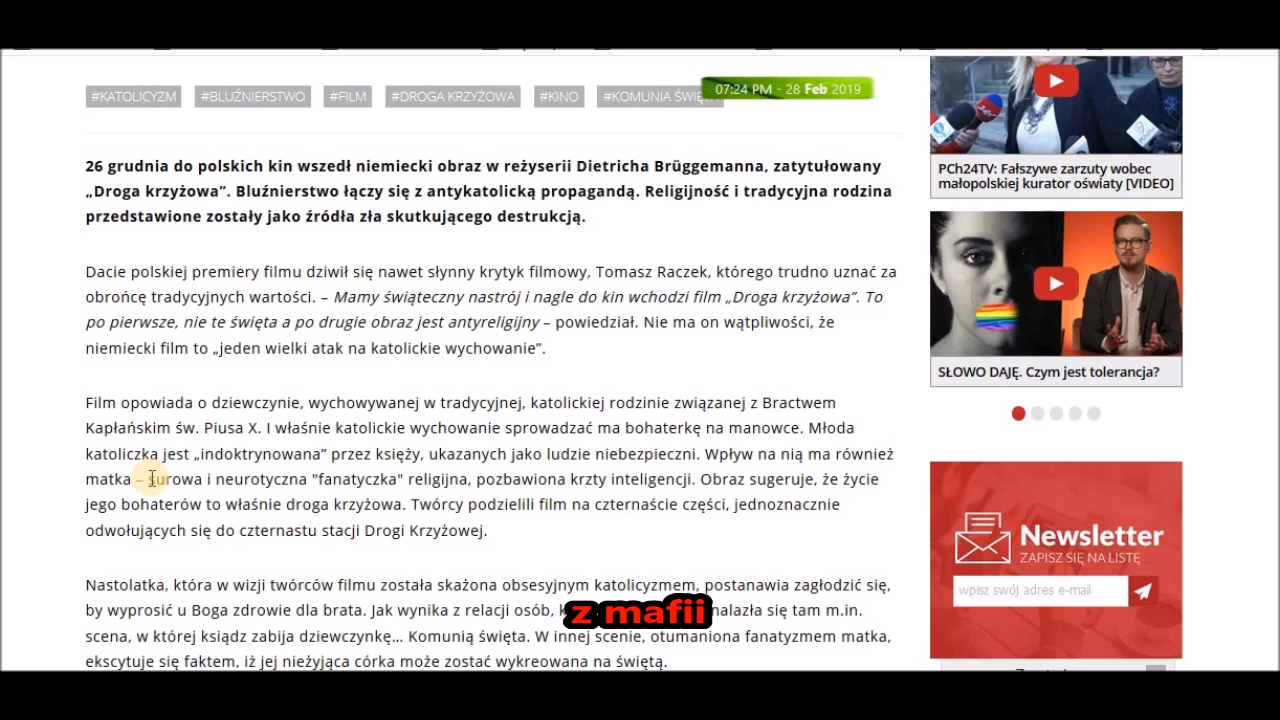 #KATOLICYZM #BLUŹNIERSTWO #FILM #DROGA KRZYŻOWA #KINO #KOMUNIA
07:24 PM - 28 Feb 2019
26 grudnia do polskich kin wszedł niemiecki obraz w reżyserii Dietricha Brüggemanna, zatytułowany
„Droga krzyżowa”. Bluźnierstwo łączy się z antykatolicką propagandą. Religijność i tradycyjna rodzina
przedstawione zostały jako źródła zła skutkującego destrukcją.
Dacie polskiej premiery filmu dziwił się nawet słynny krytyk filmowy, Tomasz Raczek, którego trudno uznać za
obrońcę tradycyjnych wartości. – Mamy świąteczny nastrój i nagle do kin wchodzi film „Droga krzyżowa”. To
po pierwsze, nie te święta a po drugie obraz jest antyreligijny – powiedział. Nie ma on wątpliwości, że
niemiecki film to „jeden wielki atak na katolickie wychowanie”.
Film opowiada o dziewczynie, wychowywanej w tradycyjnej, katolickiej rodzinie związanej z Bractwem
Kapłańskim św. Piusa X. I właśnie katolickie wychowanie sprowadzać ma bohaterkę na manowce. Młoda
katoliczka jest „indoktrynowana” przez księży, ukazanych jako ludzie niebezpieczni. Wpływ na nią ma również
matka – surowa i neurotyczna "fanatyczka" religijna, pozbawiona krzty inteligencji. Obraz sugeruje, że życie
jego bohaterów to właśnie droga krzyżowa. Twórcy podzielili film na czternaście części, jednoznacznie
odwołujących się do czternastu stacji Drogi Krzyżowej.
Nastolatka, która w wizji twórców filmu została skażona obsesyjnym katolicyzmem, postanawia zagłodzić się,
by wyprosić u Boga zdrowie dla brata. Jak wynika z relacji osób, nalazła się tam m.in.
z mafii
scena, w której ksiądz zabija dziewczynkę... Komunią świętą. W innej scenie, otumaniona fanatyzmem matka,
ekscytuje się faktem, iż jej nieżyjąca córka może zostać wykreowana na świętą.
PCh24TV: Fałszywe zarzuty wobec
małopolskiej kurator oświaty [VIDEO]
SŁOWO DAJĘ. Czym jest tolerancja?
Newsletter
ZAPISZ SIĘ NA LISTĘ
wpisz swój adres e-mail